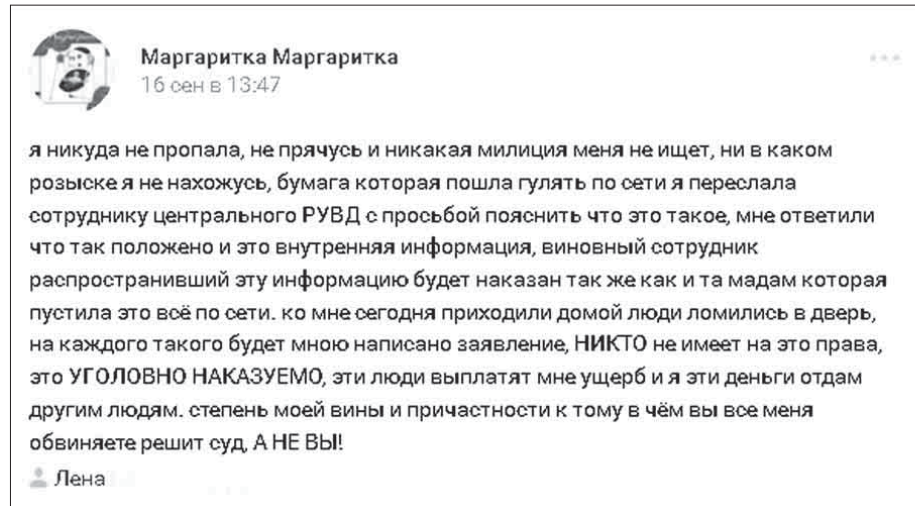 Маргаритка Маргаритка
16 сен в 13:47
я никуда не пропала, не прячусь и никакая милиция меня не ищет, ни в каком
розыске я не нахожусь, бумага которая пошла гулять по сети я переслала
сотруднику центрального РУВД с просьбой пояснить что это такое, мне ответили
что так положено и это внутренняя информация, виновный сотрудник
распространивший эту информацию будет наказан так же как и та мадам которая
пустила это всё по сети. ко мне сегодня приходили домой люди ломились в дверь,
на каждого такого будет мною написано заявление, НИКТО не имеет на это права,
это УГОЛОВНО НАКАЗУЕМО, эти люди выплатят мне ущерб и я эти деньги отдам
другим людям. степень моей вины и причастности к тому в чём вы все меня
обвиняете решит суд, А НЕ ВЫ!
Лена